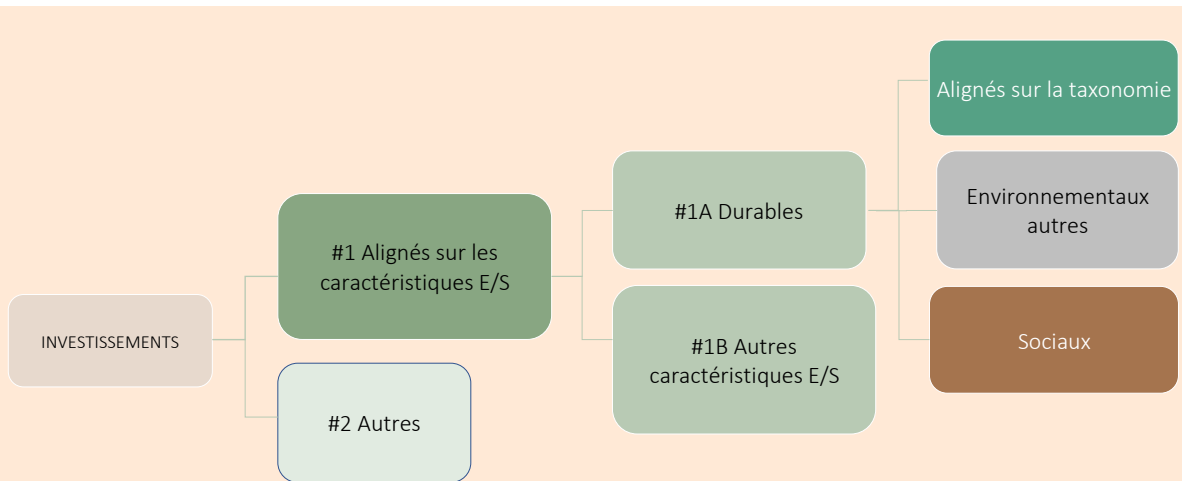 INVESTISSEMENTS
#1 Alignés sur les
caractéristiques E/S
#2 Autres
#1A Durables
#1B Autres
caractéristiques E/S
Alignés sur la taxonomie
Environnementaux
autres
Sociaux